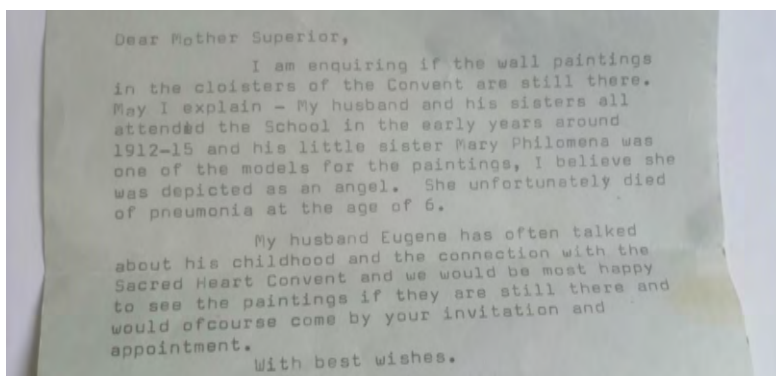 Dear Mother Superior,
I am enquiring if the wall paintings
in the cloisters of the Convent are still there.
May I explain - My husband and his sisters all
attended the School in the early years around
1912-15 and his little sister Mary Philomena was
one of the models for the paintings, I believe she
was depicted as an angel. She unfortunately died
of pneumonia at the age of 6.
My husband Eugene has often talked
about his childhood and the connection with the
Sacred Heart Convent and we would be most happy
to see the paintings if they are still there and
would ofcourse come by your invitation and
appointment.
With best wishes.